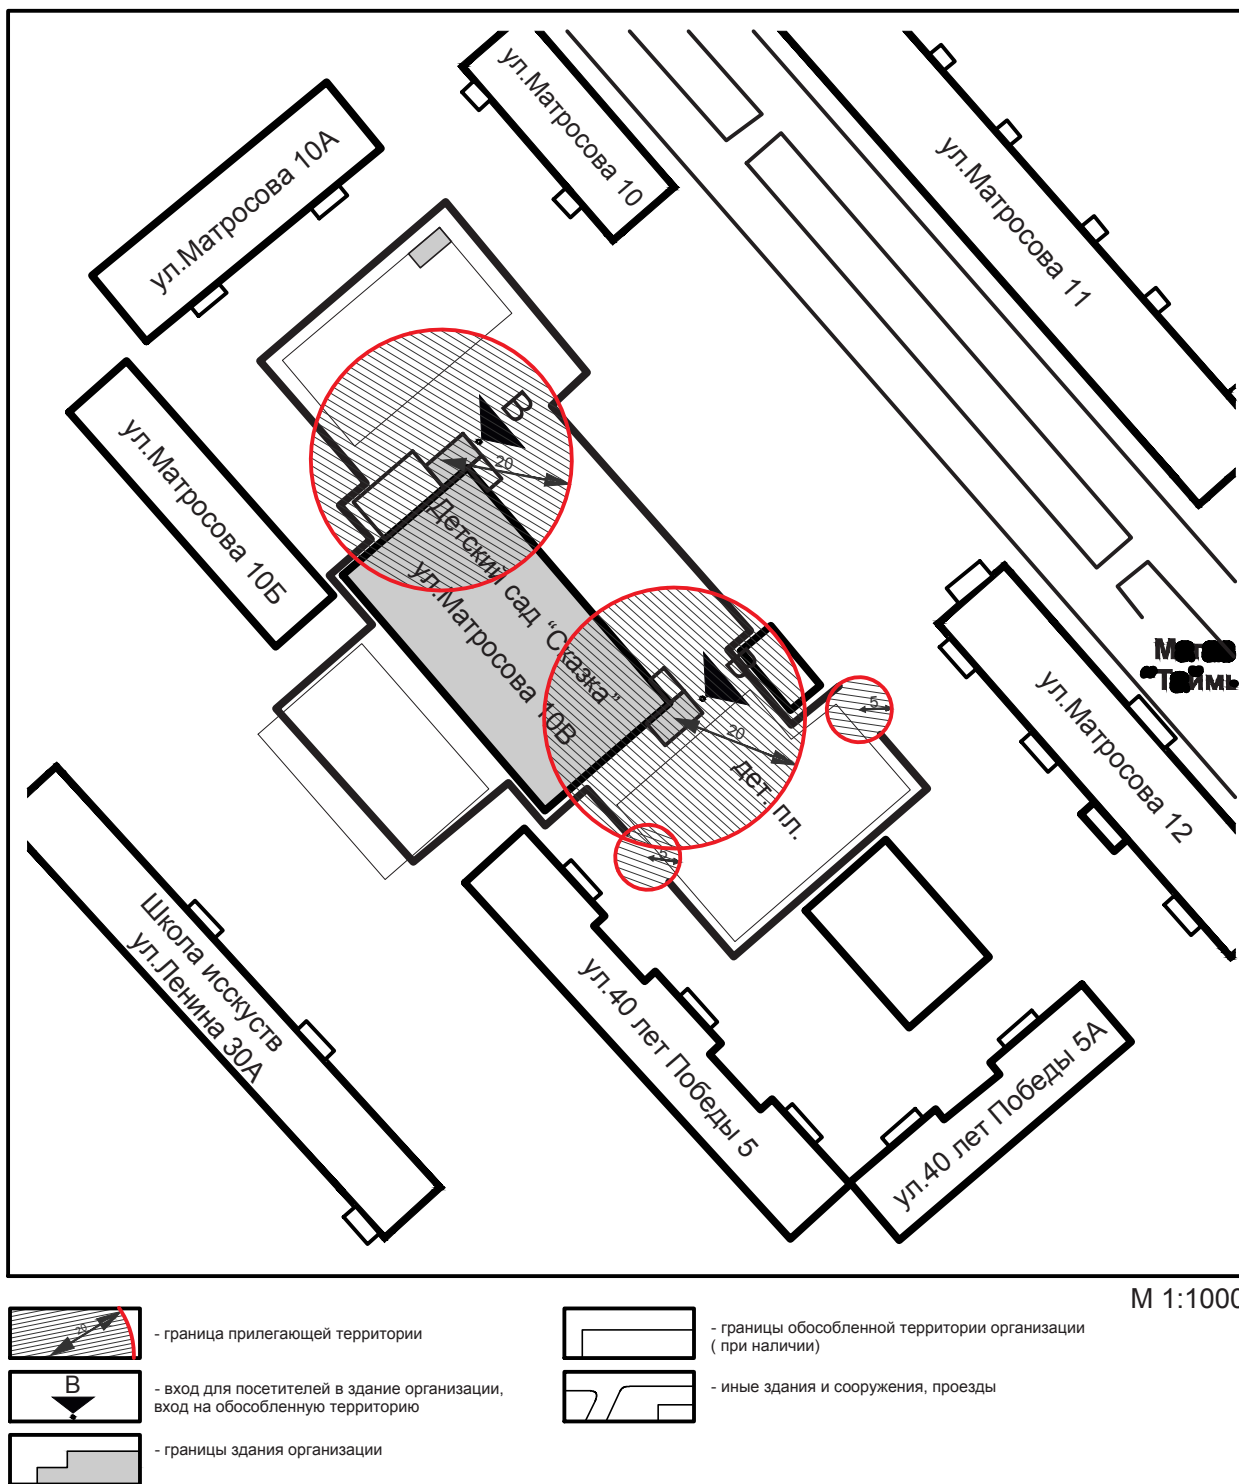 ул.Матросова 10
ул.Матросова 10А
ул.Матросова 11
В
20
ул.Матросова 10Б
Детский сад “Сказка”
ул.Матросова 10В
5
20
дет. пл.
5
ул.Матросова 12
Школа исскуств
ул.Ленина 30А
ул.40 лет Победы 5
ул.40 лет Победы 5А
М 1:1000
20
- граница прилегающей территории
В
- вход для посетителей в здание организации,
вход на обособленную территорию
- границы здания организации
- границы обособленной территории организации
( при наличии)
- иные здания и сооружения, проезды